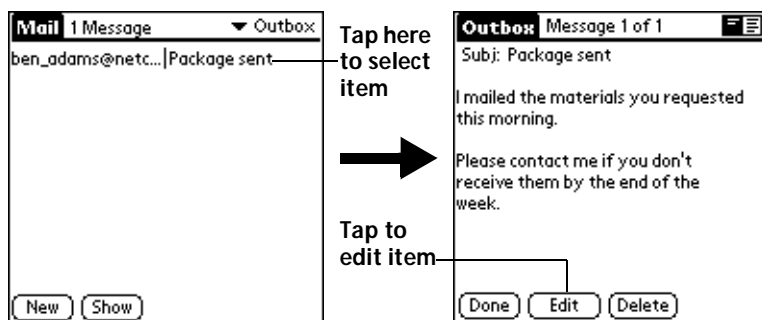 Mail 1 Message Outbox
ben_adams@netc... Package sent
New Show
Tap here
to select
item
Tap to
edit item
Outbox Message 1 of 1
Subj: Package sent
I mailed the materials you requested
this morning.
Please contact me if you don't
receive them by the end of the
week.
Done Edit Delete